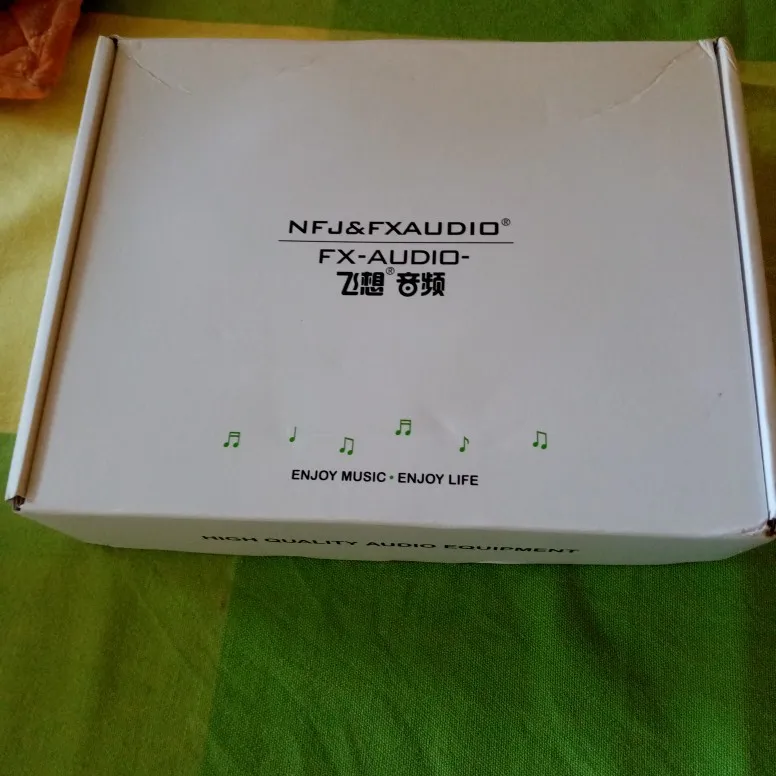 NFJ&FXAUDIO®
FX-AUDIO-
飞想®音频
ENJOY MUSIC • ENJOY LIFE
HIGH QUALITY AUDIO EQUIPMENT